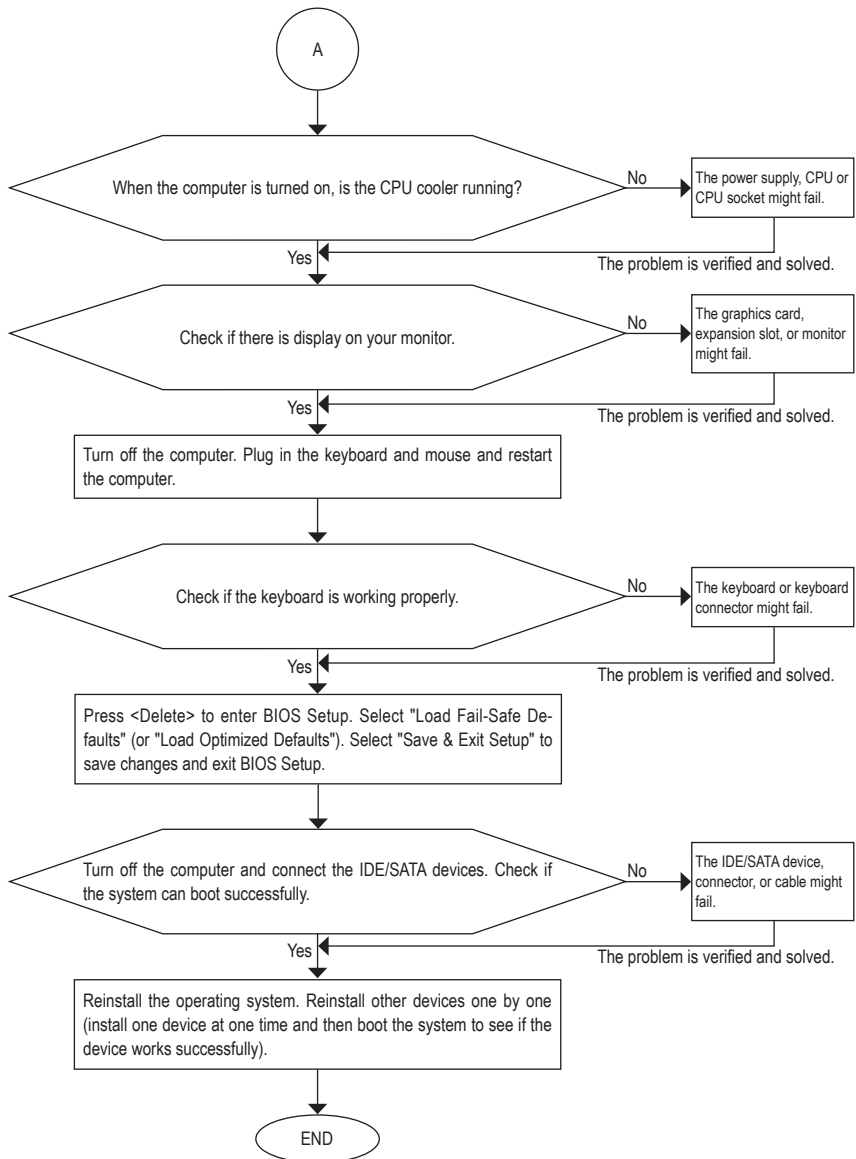 A
When the computer is turned on, is the CPU cooler running?
No
The power supply, CPU or
CPU socket might fail.
Yes
The problem is verified and solved.
Check if there is display on your monitor.
No
The graphics card,
expansion slot, or monitor
might fail.
Yes
The problem is verified and solved.
Turn off the computer. Plug in the keyboard and mouse and restart
the computer.
Check if the keyboard is working properly.
No
The keyboard or keyboard
connector might fail.
Yes
The problem is verified and solved.
Press <Delete> to enter BIOS Setup. Select "Load Fail-Safe De-
faults" (or "Load Optimized Defaults"). Select "Save & Exit Setup" to
save changes and exit BIOS Setup.
Turn off the computer and connect the IDE/SATA devices. Check if
the system can boot successfully.
No
The IDE/SATA device,
connector, or cable might
fail.
Yes
The problem is verified and solved.
Reinstall the operating system. Reinstall other devices one by one
(install one device at one time and then boot the system to see if the
device works successfully).
END